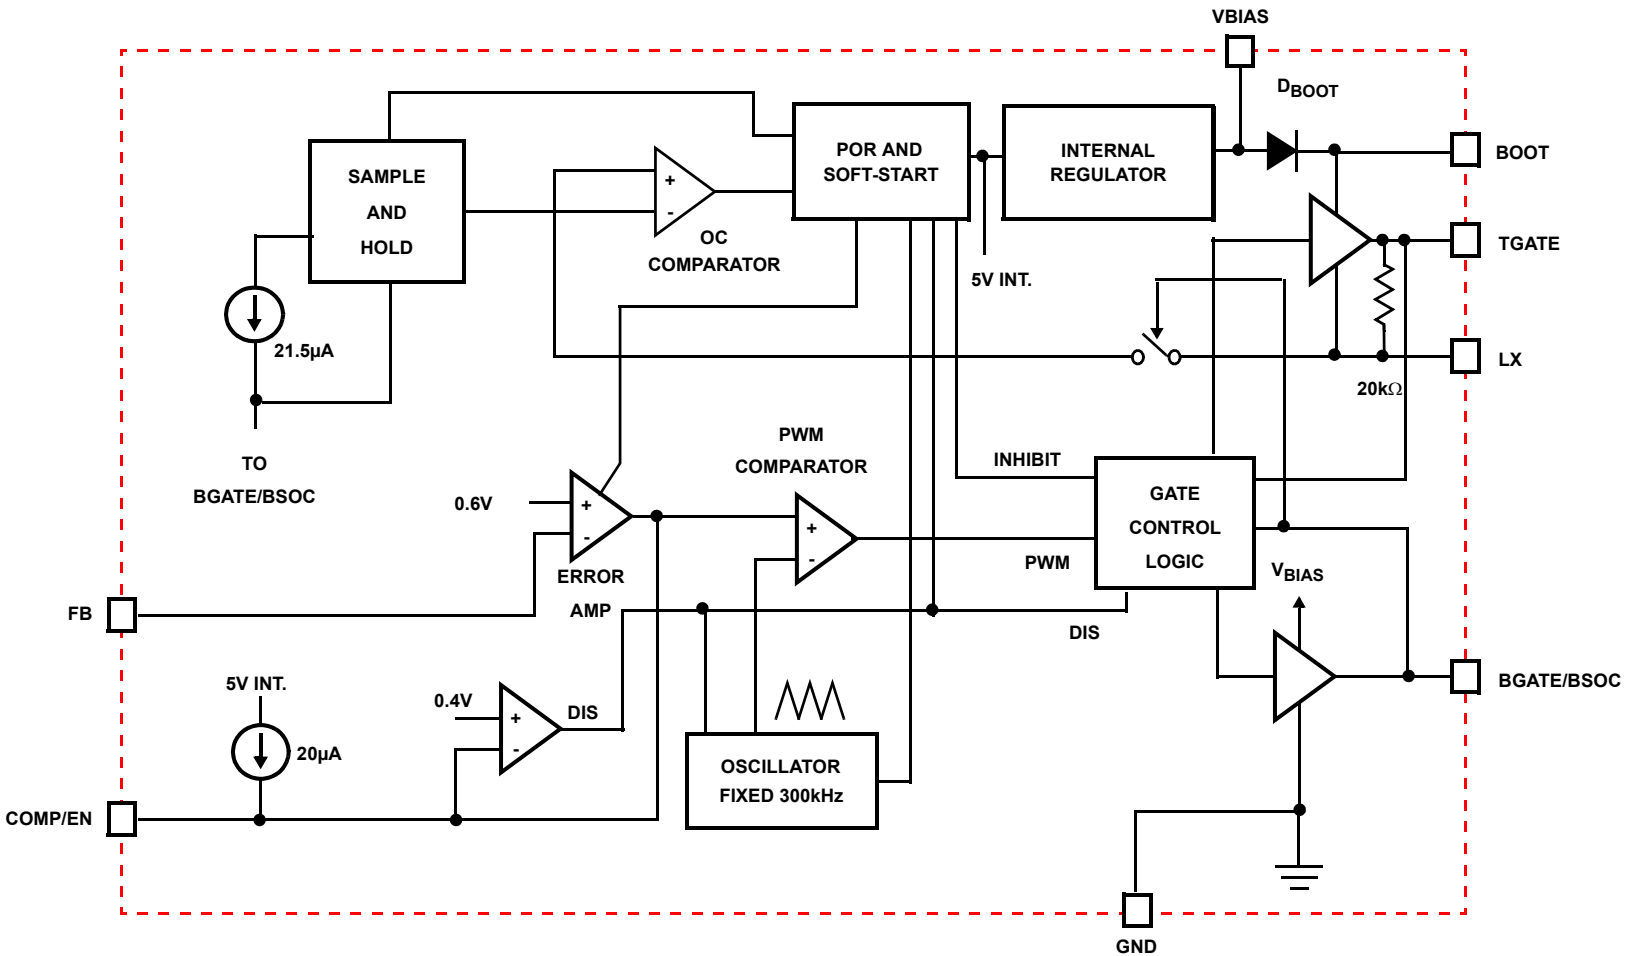 VBIAS
DBOOT
BOOT
POR AND
SOFT-START
INTERNAL
REGULATOR
SAMPLE
AND
HOLD
+
-
OC
COMPARATOR
5V INT.
TGATE
21.5µA
LX
20kΩ
TO
BGATE/BSOC
PWM
COMPARATOR
INHIBIT
0.6V
+
-
ERROR
AMP
+
-
PWM
GATE
CONTROL
LOGIC
VBIAS
FB
DIS
5V INT.
0.4V
+
-
DIS
BGATE/BSOC
20µA
OSCILLATOR
FIXED 300kHz
COMP/EN
GND